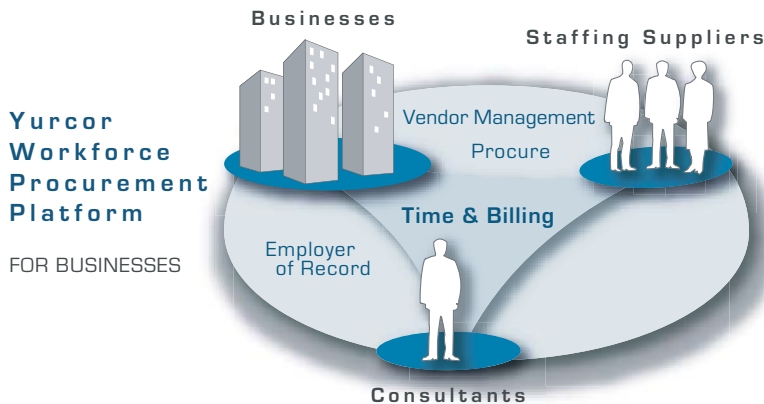 Businesses
Staffing Suppliers
Yurcor
Workforce
Procurement
Platform
FOR BUSINESSES
Vendor Management
Procure
Time & Billing
Employer
of Record
Consultants